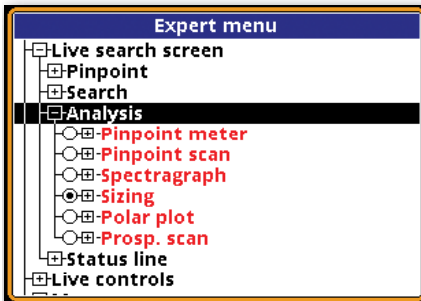 Expert menu
Live search screen
Pinpoint
Search
Analysis
Pinpoint meter
Pinpoint scan
Spectragraph
Sizing
Polar plot
Prosp. scan
Status line
Live controls